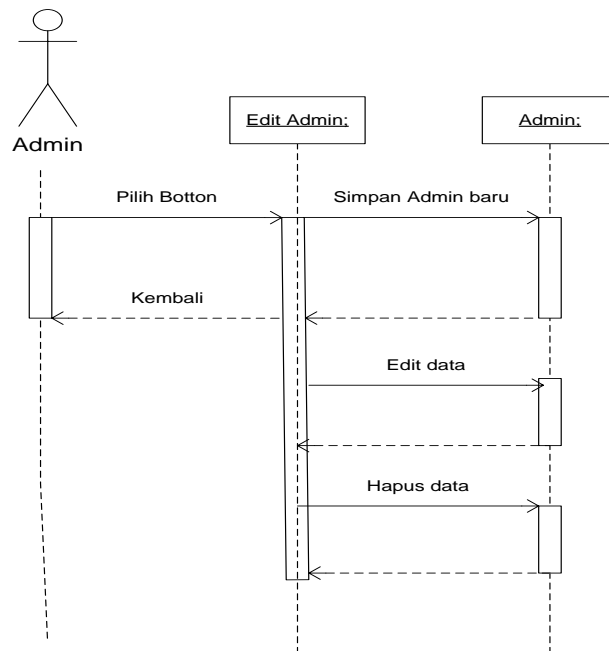 Admin
Edit Admin;
Admin;
Pilih Botton
Simpan Admin baru
Kembali
Edit data
Hapus data